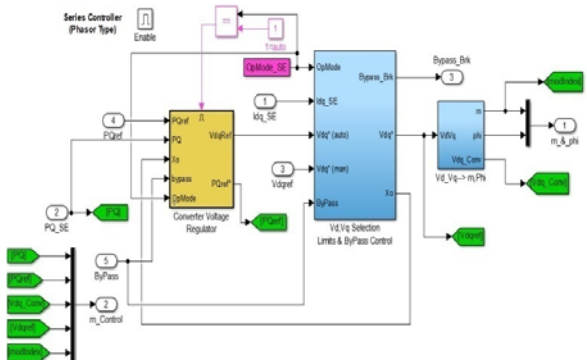 Series Controller
(Phasor Type)
Enable
=
1=auto
OpMode_SE
OpMode
Bypass_Brk
Bypass_Brk
3
[modIndex]
1
Idq_SE
Idq_SE
4
PQref
PQref
PQ
Xo
bypass
OpMode
VdqRef
PQref*
Converter Voltage
Regulator
Vdq* (auto)
Vdq*
3
Vdqref
Vdq* (man)
Xo
ByPass
Vd,Vq Selection
Limits & ByPass Control
VdVq
m
phi
Vdq_Conv
Vd_Vq--> m,Phi
1
m_&_phi
[Vdq_Conv]
2
PQ_SE
[PQ]
[PQref]
[Vdqref]
5
ByPass
[PQ]
[PQref]
[Vdq_Conv]
[Vdqref]
[modIndex]
2
m_Control